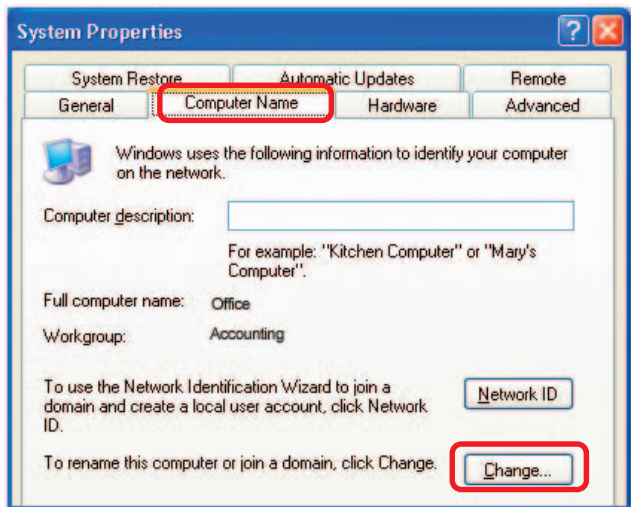 System Properties
System Restore Automatic Updates Remote
General Computer Name Hardware Advanced
Windows uses the following information to identify your computer
on the network.
Computer description:
For example: "Kitchen Computer" or "Mary's
Computer".
Full computer name: Office
Workgroup: Accounting
To use the Network Identification Wizard to join a
domain and create a local user account, click Network
ID.
Network ID
To rename this computer or join a domain, click Change.
Change...